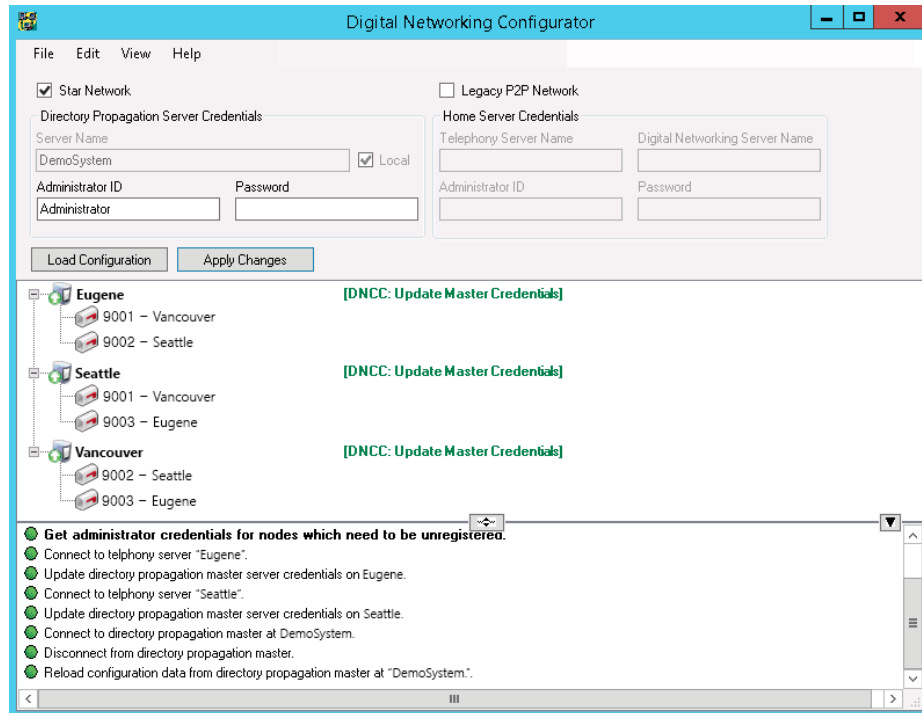 Digital Networking Configurator
File Edit View Help
Star Network
Legacy P2P Network
Directory Propagation Server Credentials
Home Server Credentials
Server Name
Telephony Server Name
Digital Networking Server Name
DemoSystem
Local
Administrator ID
Password
Administrator ID
Password
Administrator
Load Configuration
Apply Changes
Eugene [DNCC: Update Master Credentials]
9001 – Vancouver
9002 – Seattle
Seattle [DNCC: Update Master Credentials]
9001 – Vancouver
9003 – Eugene
Vancouver [DNCC: Update Master Credentials]
9002 – Seattle
9003 – Eugene
Get administrator credentials for nodes which need to be unregistered.
Connect to telphony server "Eugene".
Update directory propagation master server credentials on Eugene.
Connect to telphony server "Seattle".
Update directory propagation master server credentials on Seattle.
Connect to directory propagation master at DemoSystem.
Disconnect from directory propagation master.
Reload configuration data from directory propagation master at "DemoSystem.".